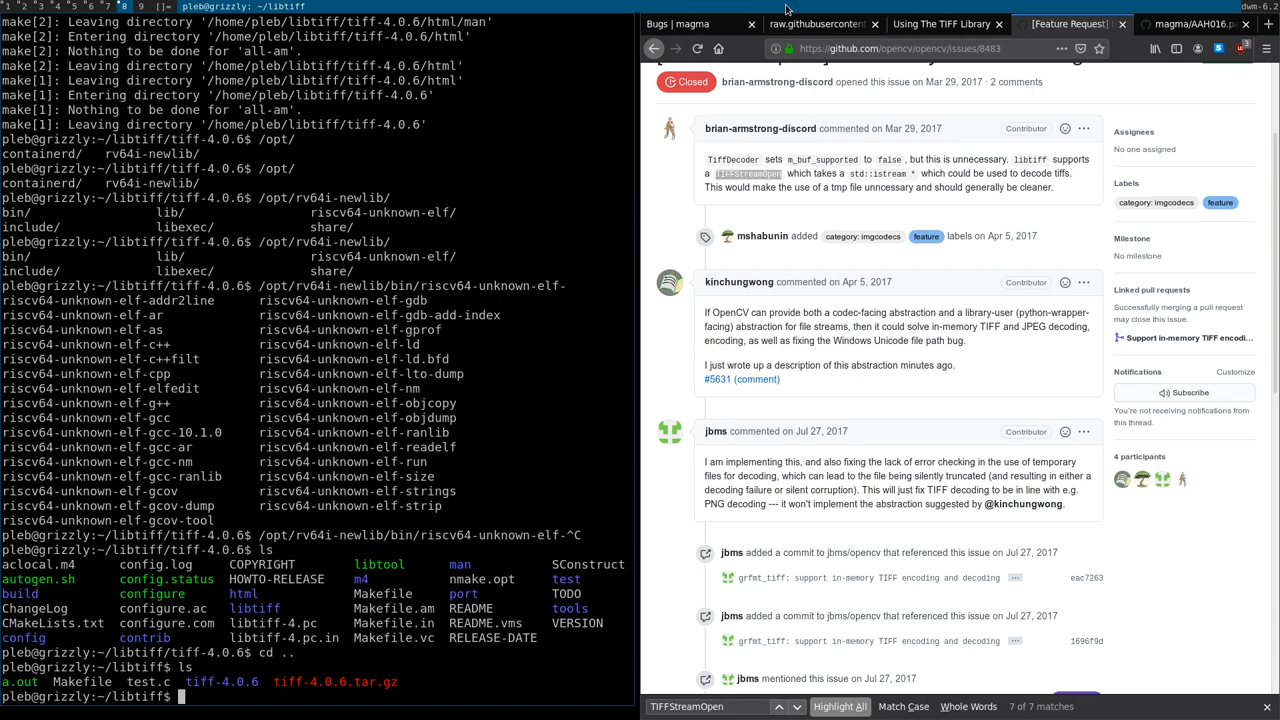 1 2 3 4 5 6 7 8 9 []= pleb@grizzly: ~/libtiff dwm-6.2
make[2]: Leaving directory '/home/pleb/libtiff/tiff-4.0.6/html/man'
make[2]: Entering directory '/home/pleb/libtiff/tiff-4.0.6/html'
make[2]: Nothing to be done for 'all-am'.
make[2]: Leaving directory '/home/pleb/libtiff/tiff-4.0.6/html'
make[1]: Leaving directory '/home/pleb/libtiff/tiff-4.0.6/html'
make[1]: Entering directory '/home/pleb/libtiff/tiff-4.0.6'
make[1]: Nothing to be done for 'all-am'.
make[1]: Leaving directory '/home/pleb/libtiff/tiff-4.0.6'
pleb@grizzly:~/libtiff/tiff-4.0.6$ /opt/
containerd/ rv64i-newlib/
pleb@grizzly:~/libtiff/tiff-4.0.6$ /opt/
containerd/ rv64i-newlib/
pleb@grizzly:~/libtiff/tiff-4.0.6$ /opt/rv64i-newlib/
bin/ lib/ riscv64-unknown-elf/
include/ libexec/ share/
pleb@grizzly:~/libtiff/tiff-4.0.6$ /opt/rv64i-newlib/
bin/ lib/ riscv64-unknown-elf/
include/ libexec/ share/
pleb@grizzly:~/libtiff/tiff-4.0.6$ /opt/rv64i-newlib/bin/riscv64-unknown-elf-
riscv64-unknown-elf-addr2line riscv64-unknown-elf-gdb
riscv64-unknown-elf-ar riscv64-unknown-elf-gdb-add-index
riscv64-unknown-elf-as riscv64-unknown-elf-gprof
riscv64-unknown-elf-c++ riscv64-unknown-elf-ld
riscv64-unknown-elf-c++filt riscv64-unknown-elf-ld.bfd
riscv64-unknown-elf-cpp riscv64-unknown-elf-lto-dump
riscv64-unknown-elf-elfedit riscv64-unknown-elf-nm
riscv64-unknown-elf-g++ riscv64-unknown-elf-objcopy
riscv64-unknown-elf-gcc riscv64-unknown-elf-objdump
riscv64-unknown-elf-gcc-10.1.0 riscv64-unknown-elf-ranlib
riscv64-unknown-elf-gcc-ar riscv64-unknown-elf-readelf
riscv64-unknown-elf-gcc-nm riscv64-unknown-elf-run
riscv64-unknown-elf-gcc-ranlib riscv64-unknown-elf-size
riscv64-unknown-elf-gcov riscv64-unknown-elf-strings
riscv64-unknown-elf-gcov-dump riscv64-unknown-elf-strip
riscv64-unknown-elf-gcov-tool
pleb@grizzly:~/libtiff/tiff-4.0.6$ /opt/rv64i-newlib/bin/riscv64-unknown-elf-^C
pleb@grizzly:~/libtiff/tiff-4.0.6$ ls
aclocal.m4 config.log COPYRIGHT libtool man SConstruct
autogen.sh config.status HOWTO-RELEASE m4 nmake.opt test
build configure html Makefile port TODO
ChangeLog configure.ac libtiff Makefile.am README tools
CMakeLists.txt configure.com libtiff-4.pc Makefile.in README.vms VERSION
config contrib libtiff-4.pc.in Makefile.vc RELEASE-DATE
pleb@grizzly:~/libtiff/tiff-4.0.6$ cd ..
pleb@grizzly:~/libtiff$ ls
a.out Makefile test.c tiff-4.0.6 tiff-4.0.6.tar.gz
pleb@grizzly:~/libtiff$
Bugs | magma raw.githubusercontent Using The TIFF Library [Feature Request] magma/AAH016.p
https://github.com/opencv/opencv/issues/8483
Closed brian-armstrong-discord opened this issue on Mar 29, 2017 · 2 comments
brian-armstrong-discord commented on Mar 29, 2017 Contributor
TiffDecoder sets m_buf_supported to false, but this is unnecessary. libtiff supports
a TIFFStreamOpen which takes a std::istream * which could be used to decode tiffs.
This would make the use of a tmp file unncessary and should generally be cleaner.
mshabunin added category: imgcodecs feature labels on Apr 5, 2017
kinchungwong commented on Apr 5, 2017 Contributor
If OpenCV can provide both a codec-facing abstraction and a library-user (python-wrapper-
facing) abstraction for file streams, then it could solve in-memory TIFF and JPEG decoding,
encoding, as well as fixing the Windows Unicode file path bug.
I just wrote up a description of this abstraction minutes ago.
#5631 (comment)
jbms commented on Jul 27, 2017 Contributor
I am implementing this, and also fixing the lack of error checking in the use of temporary
files for decoding, which can lead to the file being silently truncated (and resulting in either a
decoding failure or silent corruption). This will just fix TIFF decoding to be in line with e.g.
PNG decoding --- it won't implement the abstraction suggested by @kinchungwong.
jbms added a commit to jbms/opencv that referenced this issue on Jul 27, 2017
grfmt_tiff: support in-memory TIFF encoding and decoding ... eac7263
jbms added a commit to jbms/opencv that referenced this issue on Jul 27, 2017
grfmt_tiff: support in-memory TIFF encoding and decoding ... 1696f9d
jbms mentioned this issue on Jul 27, 2017
Assignees
No one assigned
Labels
category: imgcodecs feature
Milestone
No milestone
Linked pull requests
Successfully merging a pull request
may close this issue.
Support in-memory TIFF encodi...
Notifications Customize
Subscribe
You're not receiving notifications from
this thread.
4 participants
TIFFStreamOpen Highlight All Match Case Whole Words 7 of 7 matches